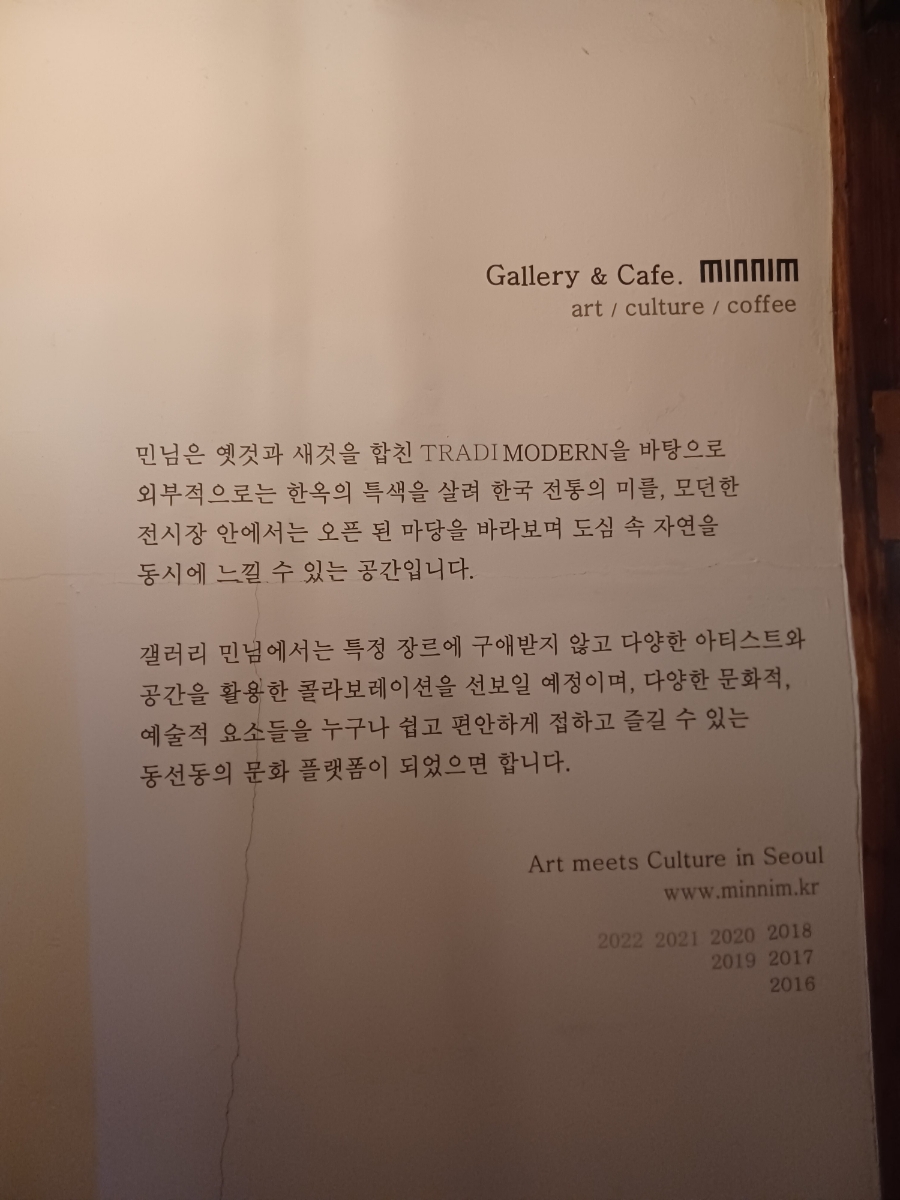 Gallery & Cafe. minnim
art / culture / coffee
민님은 옛것과 새것을 합친 TRADIMODERN을 바탕으로
외부적으로는 한옥의 특색을 살려 한국 전통의 미를, 모던한
전시장 안에서는 오픈 된 마당을 바라보며 도심 속 자연을
동시에 느낄 수 있는 공간입니다.
갤러리 민님에서는 특정 장르에 구애받지 않고 다양한 아티스트와
공간을 활용한 콜라보레이션을 선보일 예정이며, 다양한 문화적,
예술적 요소들을 누구나 쉽고 편안하게 접하고 즐길 수 있는
동선동의 문화 플랫폼이 되었으면 합니다.
Art meets Culture in Seoul
www.minnim.kr
2022 2021 2020 2018
2019 2017
2016